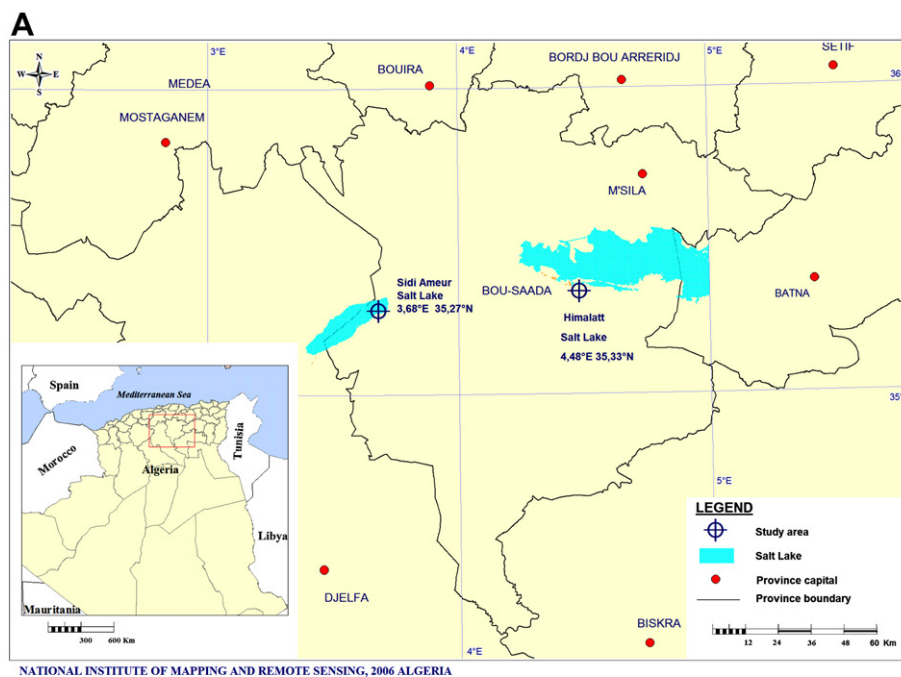 A
N
W E
S
3°E
4°E
5°E
36°
MEDEA
BOUIRA
BORDJ BOU ARRERIDJ
SETIF
MOSTAGANEM
M'SILA
Sidi Ameur
Salt Lake
3,68°E 35,27°N
BOU-SAADA
Himalatt
Salt Lake
4,48°E 35,33°N
BATNA
35°
5°E
Spain
Mediterranean Sea
Morocco
Algeria
Tunisia
Libya
Mauritania
300 600 Km
DJELFA
4°E
BISKRA
LEGEND
Study area
Salt Lake
Province capital
Province boundary
12 24 36 48 60 Km
NATIONAL INSTITUTE OF MAPPING AND REMOTE SENSING, 2006 ALGERIA